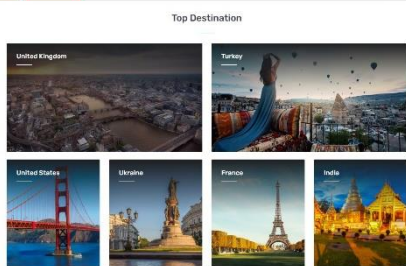 Top Destination
United Kingdom
Turkey
United States
Ukraine
France
India